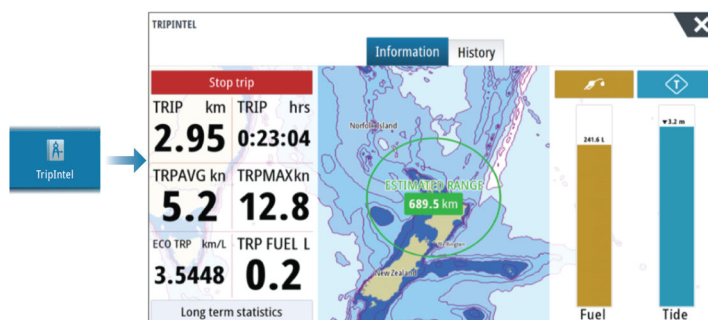 TRIPINTEL
Information History
Stop trip
TRIP km TRIP hrs
2.95 0:23:04
TRPAVG kn TRPMAX kn
5.2 12.8
ECO TRP km/L TRP FUEL L
3.5448 0.2
Long term statistics
TripIntel
Norfolk Island
ESTIMATED RANGE
689.5 km
New Zealand
T
241.6 L
▼3.2 m
Fuel Tide